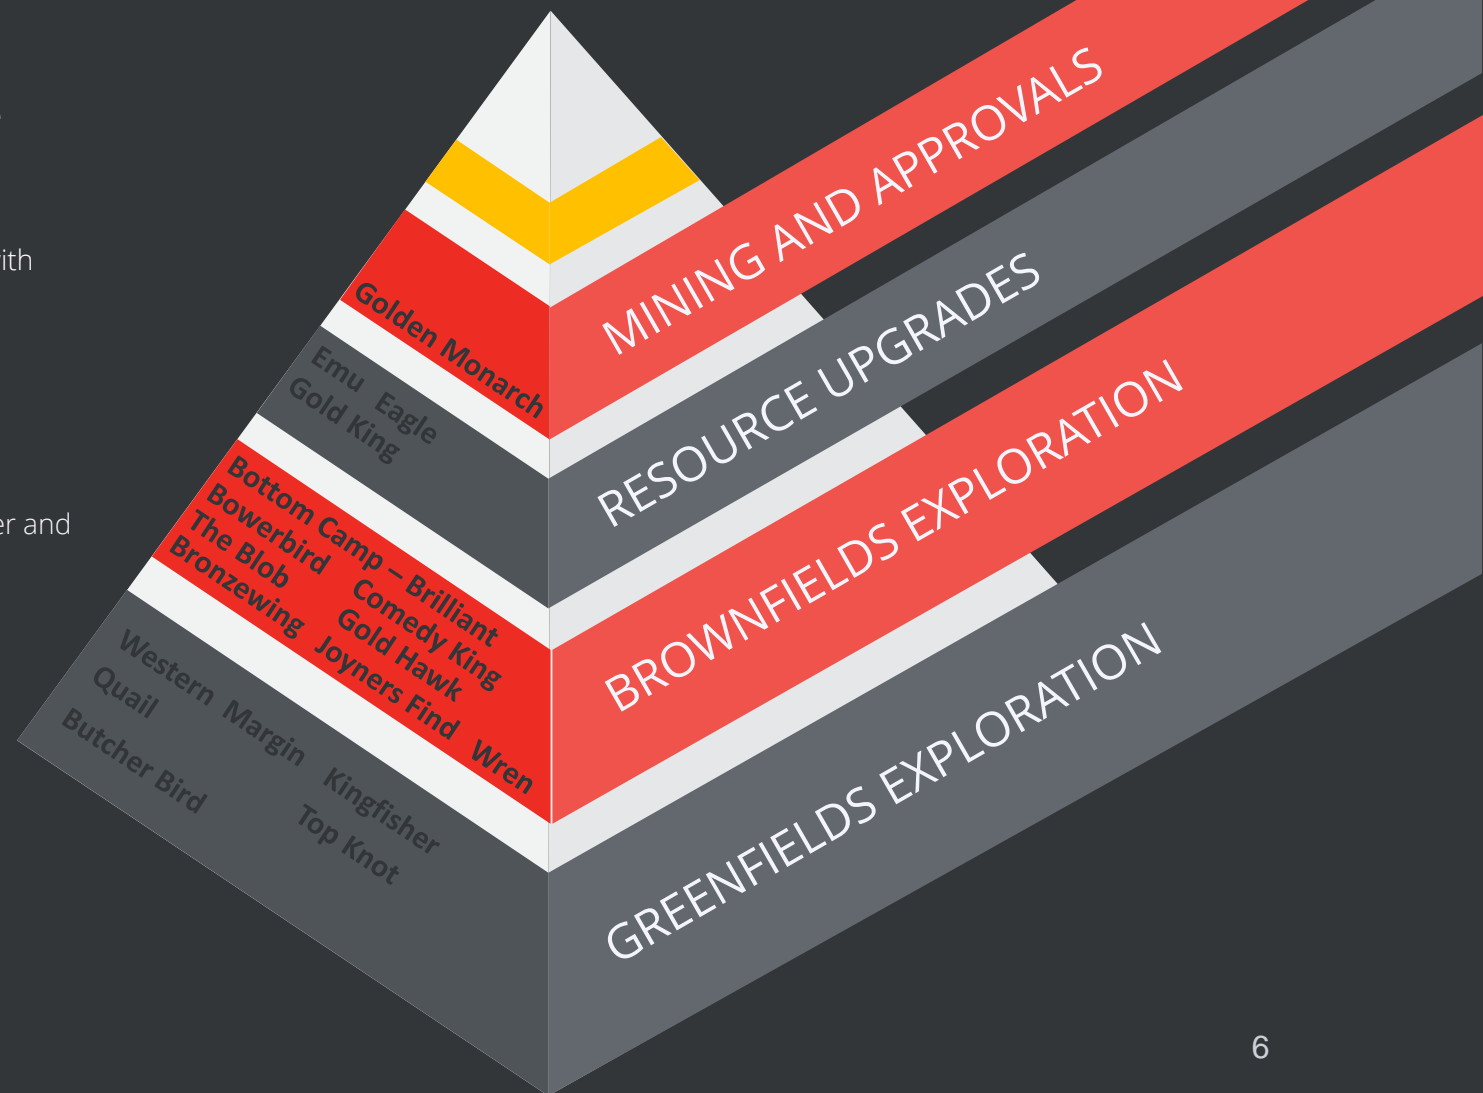 ith
er and
MINING AND APPROVALS
Golden Monarch
RESOURCE UPGRADES
Emu Eagle
Gold King
BROWNFIELDS EXPLORATION
Bottom Camp – Brilliant
Bowerbird Comedy King
The Blob Gold Hawk
Bronzewing Joyners Find Wren
GREENFIELDS EXPLORATION
Western Margin Kingfisher
Quail Top Knot
Butcher Bird
6